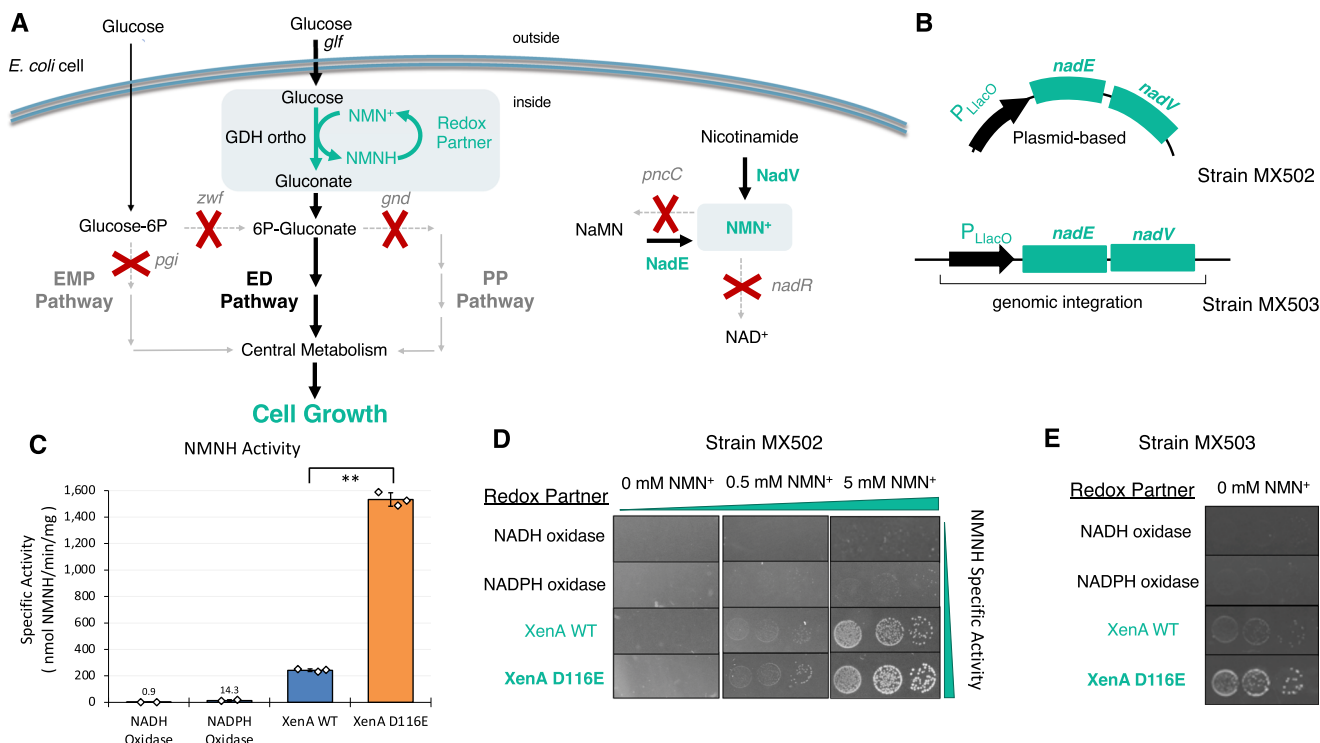 A
Glucose
Glucose
glf
outside
E. coli cell
inside
Glucose
NMN⁺
GDH ortho
Redox
Partner
NMNH
Gluconate
zwf
gnd
Glucose-6P
6P-Gluconate
pgi
EMP
Pathway
ED
Pathway
PP
Pathway
Central Metabolism
Cell Growth
Nicotinamide
NadV
pncC
NaMN
NMN⁺
NadE
nadR
NAD⁺
B
PLlacO
nadE
nadV
Plasmid-based
Strain MX502
PLlacO
nadE
nadV
genomic integration
Strain MX503
C
NMNH Activity
**
Specific Activity
( nmol NMNH/min/mg )
1,600
1,400
1,200
1,000
800
600
400
200
0
0.9
14.3
NADH
Oxidase
NADPH
Oxidase
XenA WT
XenA D116E
D
Strain MX502
Redox Partner
0 mM NMN⁺
0.5 mM NMN⁺
5 mM NMN⁺
NADH oxidase
NADPH oxidase
XenA WT
XenA D116E
NMNH Specific Activity
E
Strain MX503
Redox Partner
0 mM NMN⁺
NADH oxidase
NADPH oxidase
XenA WT
XenA D116E